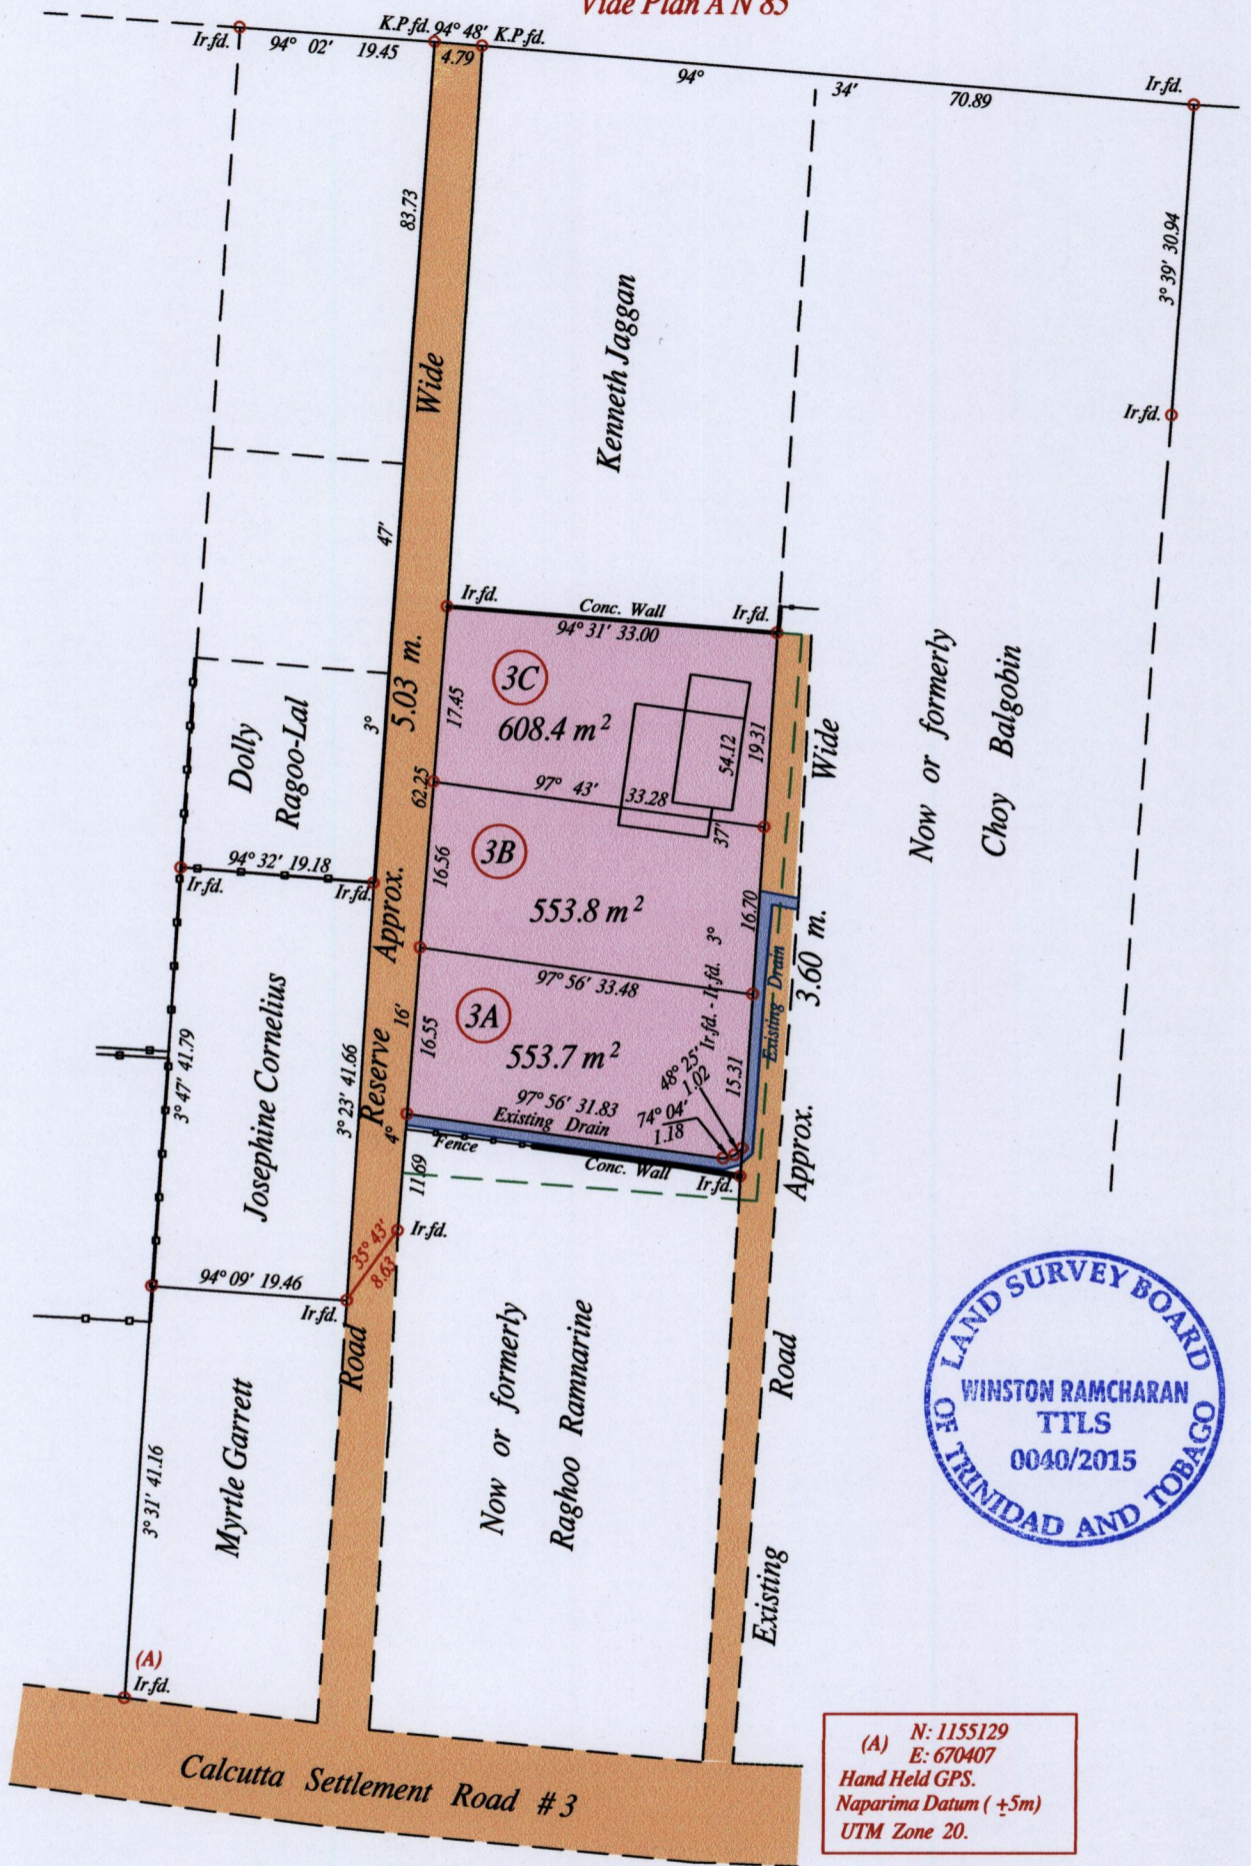 Vide Plan A N 85
Ir.fd.
94° 02' 19.45
K.P.fd.
94° 48'
K.P.fd.
4.79
94° 34' 70.89
Ir.fd.
83.73
Wide
Kenneth Jaggan
3° 39' 30.94
Ir.fd.
47'
Ir.fd.
Conc. Wall
Ir.fd.
94° 31' 33.00
5.03 m.
3C
608.4 m²
17.45
54.12
19.31
Wide
3°
Dolly
Ragoo-Lal
62.25
97° 43' 33.28
37'
Now or formerly
Choy Balgobin
94° 32' 19.18
Ir.fd.
Ir.fd.
3B
16.56
553.8 m²
16.70
3°
Approx.
3.60 m.
97° 56' 33.48
Ir.fd. - Ir.fd.
Existing Drain
3A
16'
16.55
553.7 m²
15.31
48° 25'
1.02
74° 04'
1.18
Josephine Cornelius
3° 47' 41.79
3° 23' 41.66
Reserve
4°
97° 56' 31.83
Existing Drain
Fence
Conc. Wall
Ir.fd.
Approx.
11.69
Ir.fd.
35° 43'
8.63
94° 09' 19.46
Ir.fd.
Road
Now or formerly
Raghoo Ramnarine
Road
Myrtle Garrett
3° 31' 41.16
Existing
LAND SURVEY BOARD
WINSTON RAMCHARAN
TTLS
0040/2015
OF TRINIDAD AND TOBAGO
(A)
Ir.fd.
Calcutta Settlement Road # 3
(A) N: 1155129
E: 670407
Hand Held GPS.
Naparima Datum ( ±5m)
UTM Zone 20.